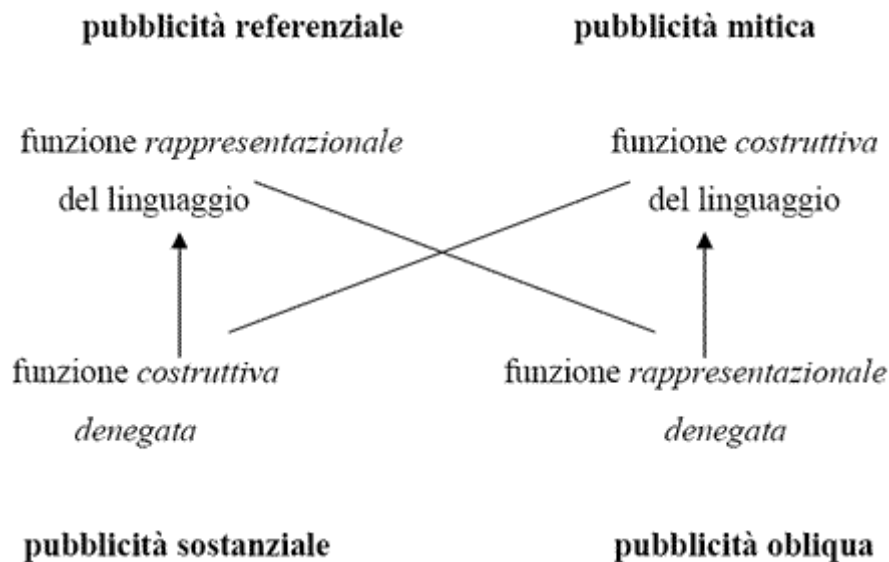 pubblicità referenziale
pubblicità mitica
funzione rappresentazionale
del linguaggio
funzione costruttiva
del linguaggio
funzione costruttiva
denegata
funzione rappresentazionale
denegata
pubblicità sostanziale
pubblicità obliqua